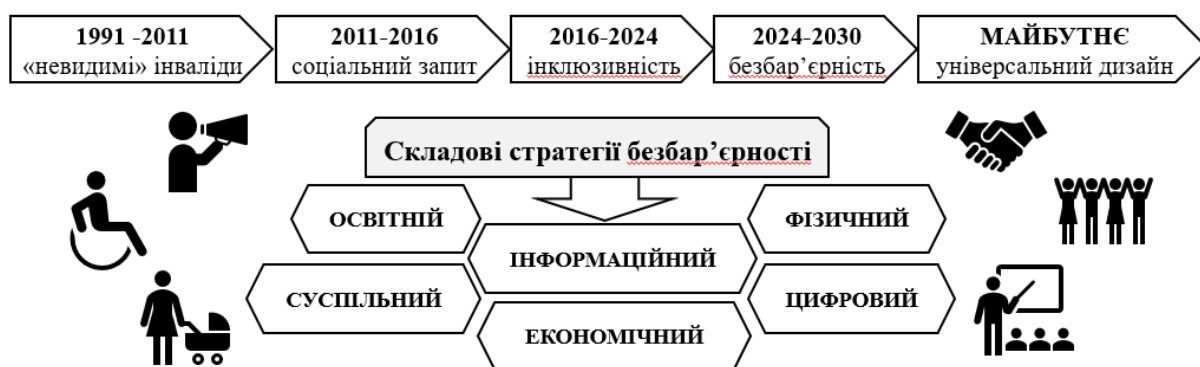 1991 -2011
«невидимі» інваліди
2011-2016
соціальний запит
2016-2024
інклюзивність
2024-2030
безбар’єрність
МАЙБУТНЄ
універсальний дизайн
Складові стратегії безбар’єрності
ОСВІТНІЙ
ФІЗИЧНИЙ
ІНФОРМАЦІЙНИЙ
СУСПІЛЬНИЙ
ЦИФРОВИЙ
ЕКОНОМІЧНИЙ